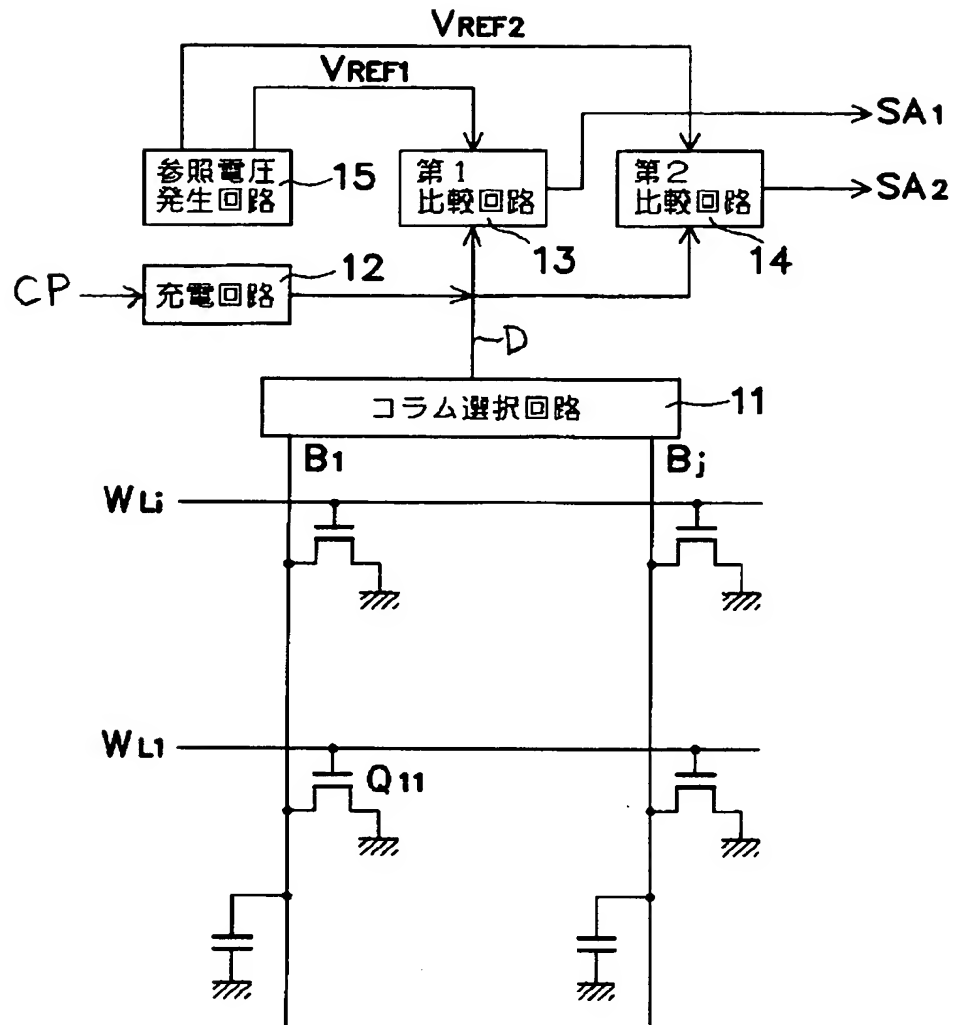 VREF2
VREF1
SA1
参照電圧
発生回路
15
第1
比較回路
13
第2
比較回路
14
SA2
CP
充電回路
12
D
コラム選択回路
11
B1
Bj
WLi
WL1
Q11